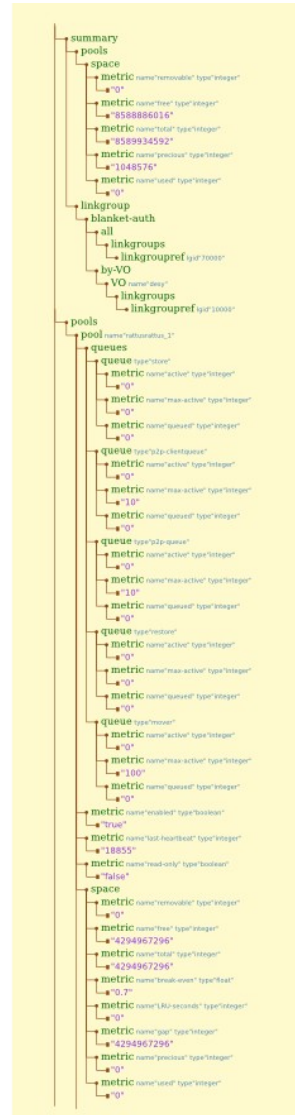 summary
pools
space
metric name"removable" type"integer"
"0"
metric name"free" type"integer"
"8588886016"
metric name"total" type"integer"
"8589934592"
metric name"precious" type"integer"
"1048576"
metric name"used" type"integer"
"0"
linkgroup
blanket-auth
all
linkgroups
linkgroupref lgid"70000"
by-VO
VO name"desy"
linkgroups
linkgroupref lgid"10000"
pools
pool name"rattusrattus_1"
queues
queue type"store"
metric name"active" type"integer"
"0"
metric name"max-active" type"integer"
"0"
metric name"queued" type"integer"
"0"
queue type"p2p-clientqueue"
metric name"active" type"integer"
"0"
metric name"max-active" type"integer"
"10"
metric name"queued" type"integer"
"0"
queue type"p2p-queue"
metric name"active" type"integer"
"0"
metric name"max-active" type"integer"
"10"
metric name"queued" type"integer"
"0"
queue type"restore"
metric name"active" type"integer"
"0"
metric name"max-active" type"integer"
"0"
metric name"queued" type"integer"
"0"
queue type"mover"
metric name"active" type"integer"
"0"
metric name"max-active" type"integer"
"100"
metric name"queued" type"integer"
"0"
metric name"enabled" type"boolean"
"true"
metric name"last-heartbeat" type"integer"
"18855"
metric name"read-only" type"boolean"
"false"
space
metric name"removable" type"integer"
"0"
metric name"free" type"integer"
"4294967296"
metric name"total" type"integer"
"4294967296"
metric name"break-even" type"float"
"0.7"
metric name"LRU-seconds" type"integer"
"0"
metric name"gap" type"integer"
"4294967296"
metric name"precious" type"integer"
"0"
metric name"used" type"integer"
"0"